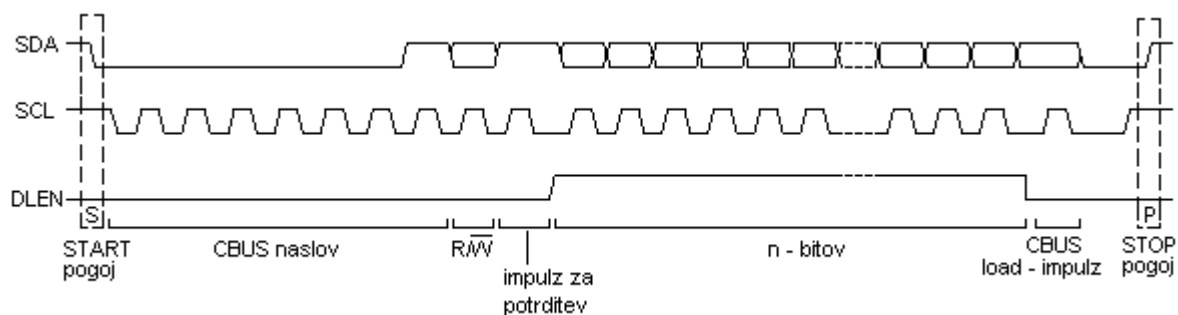 SDA
SCL
DLEN
S
P
START
pogoj
CBUS naslov
R/W̅
impulz za
potrditev
n - bitov
CBUS
load - impulz
STOP
pogoj